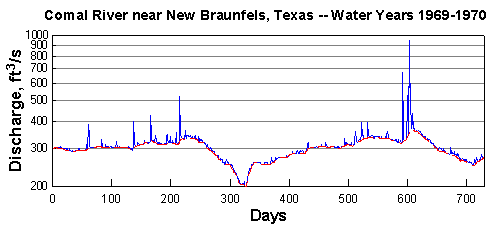 Comal River near New Braunfels, Texas -- Water Years 1969-1970
Discharge, ft3/s
1000
900
800
700
600
500
400
300
200
0 100 200 300 400 500 600 700
Days